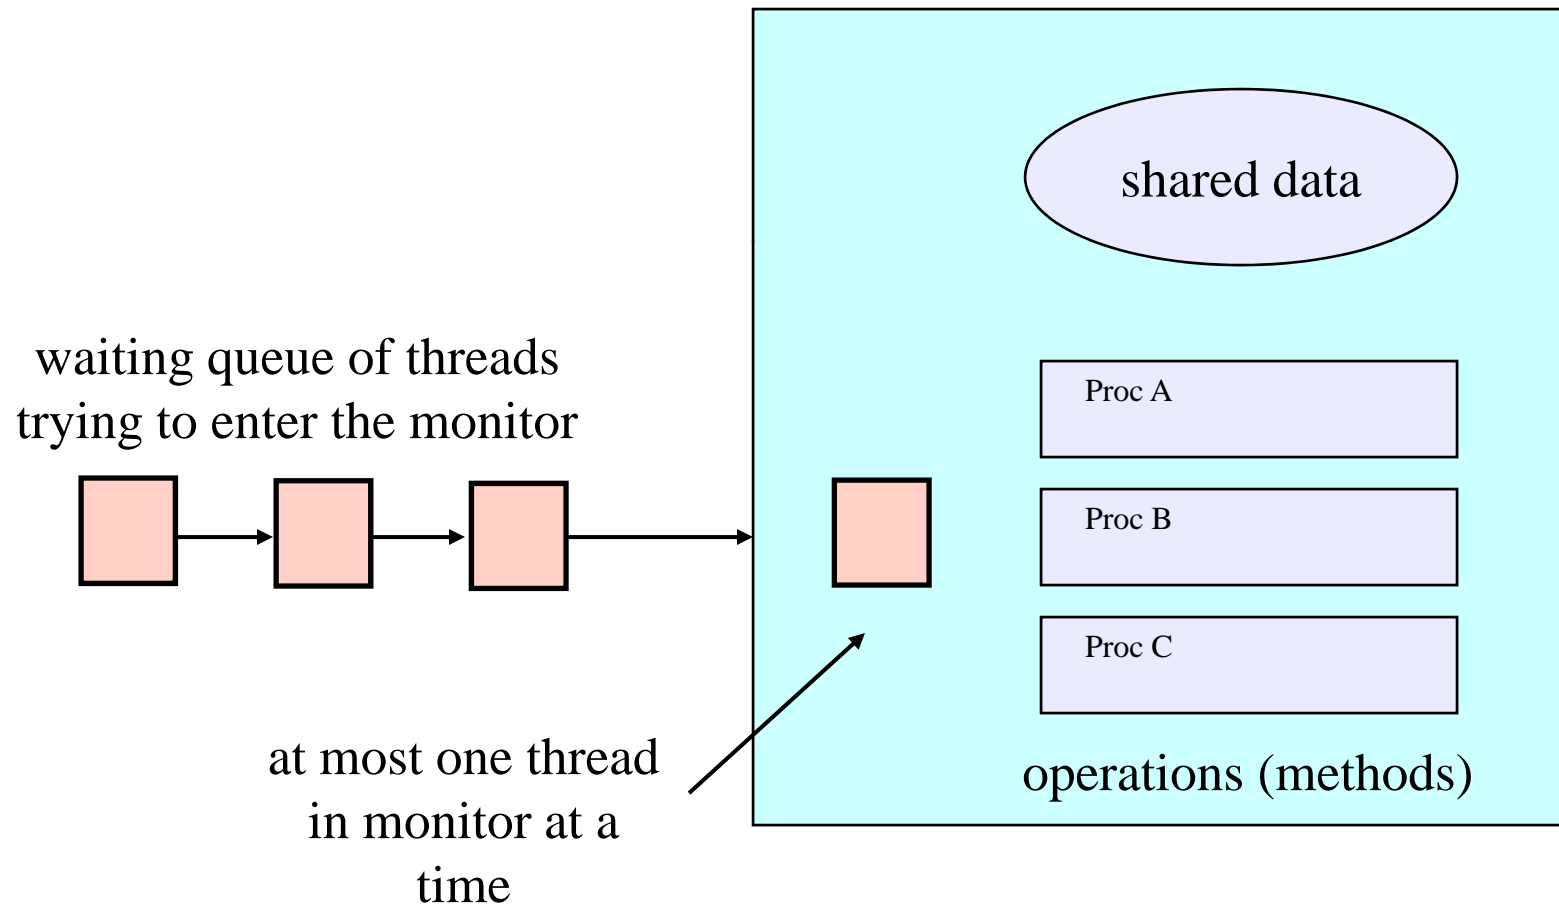 shared data
waiting queue of threads
trying to enter the monitor
Proc A
Proc B
Proc C
at most one thread
in monitor at a
time
operations (methods)